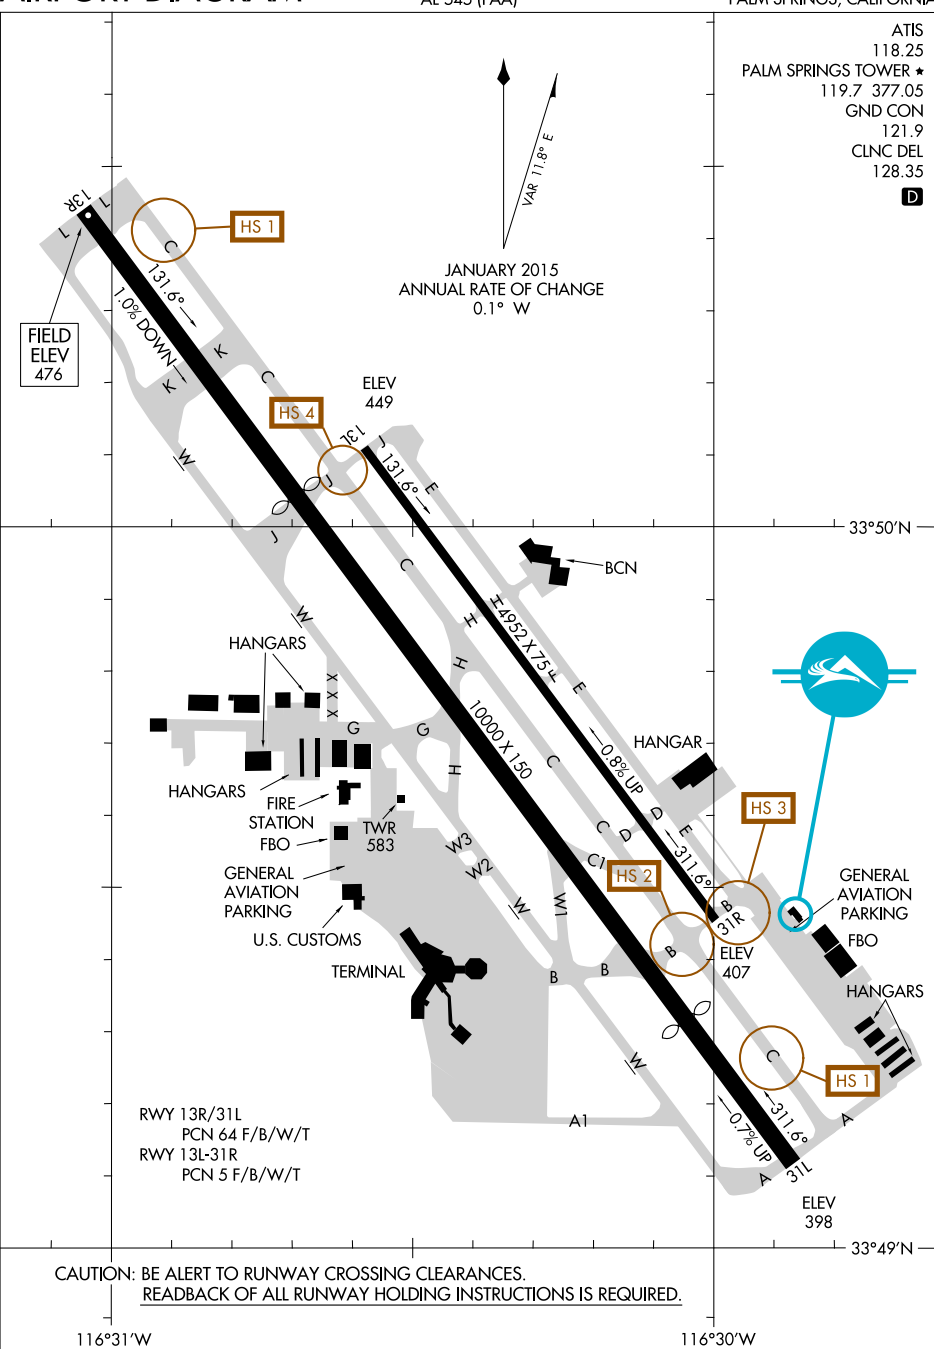 AIRPORT DIAGRAM
AL-545 (FAA)
PALM SPRINGS, CALIFORNIA
ATIS
118.25
PALM SPRINGS TOWER ★
119.7 377.05
GND CON
121.9
CLNC DEL
128.35
D
VAR 11.8° E
JANUARY 2015
ANNUAL RATE OF CHANGE
0.1° W
13R
L
L
HS 1
C
131.6°
1.0% DOWN
FIELD
ELEV
476
K
K
C
ELEV
449
HS 4
13L
J
131.6°
E
W
J
J
33°50'N
C
BCN
H
4952 X 75
F
H
W
HANGARS
H
E
X
X
X
G
G
10000 X 150
0.8% UP
HANGAR
C
H
HANGARS
FIRE
STATION
TWR
583
FBO
HS 3
C
D
D
E
W3
W2
C1
311.6°
HS 2
GENERAL
AVIATION
PARKING
GENERAL
AVIATION
PARKING
W
W1
B
31R
U.S. CUSTOMS
B
ELEV
407
FBO
TERMINAL
B
B
HANGARS
W
C
HS 1
RWY 13R/31L
PCN 64 F/B/W/T
RWY 13L-31R
PCN 5 F/B/W/T
A1
0.7% UP
311.6°
A
A
31L
ELEV
398
33°49'N
CAUTION: BE ALERT TO RUNWAY CROSSING CLEARANCES.
READBACK OF ALL RUNWAY HOLDING INSTRUCTIONS IS REQUIRED.
116°31'W
116°30'W